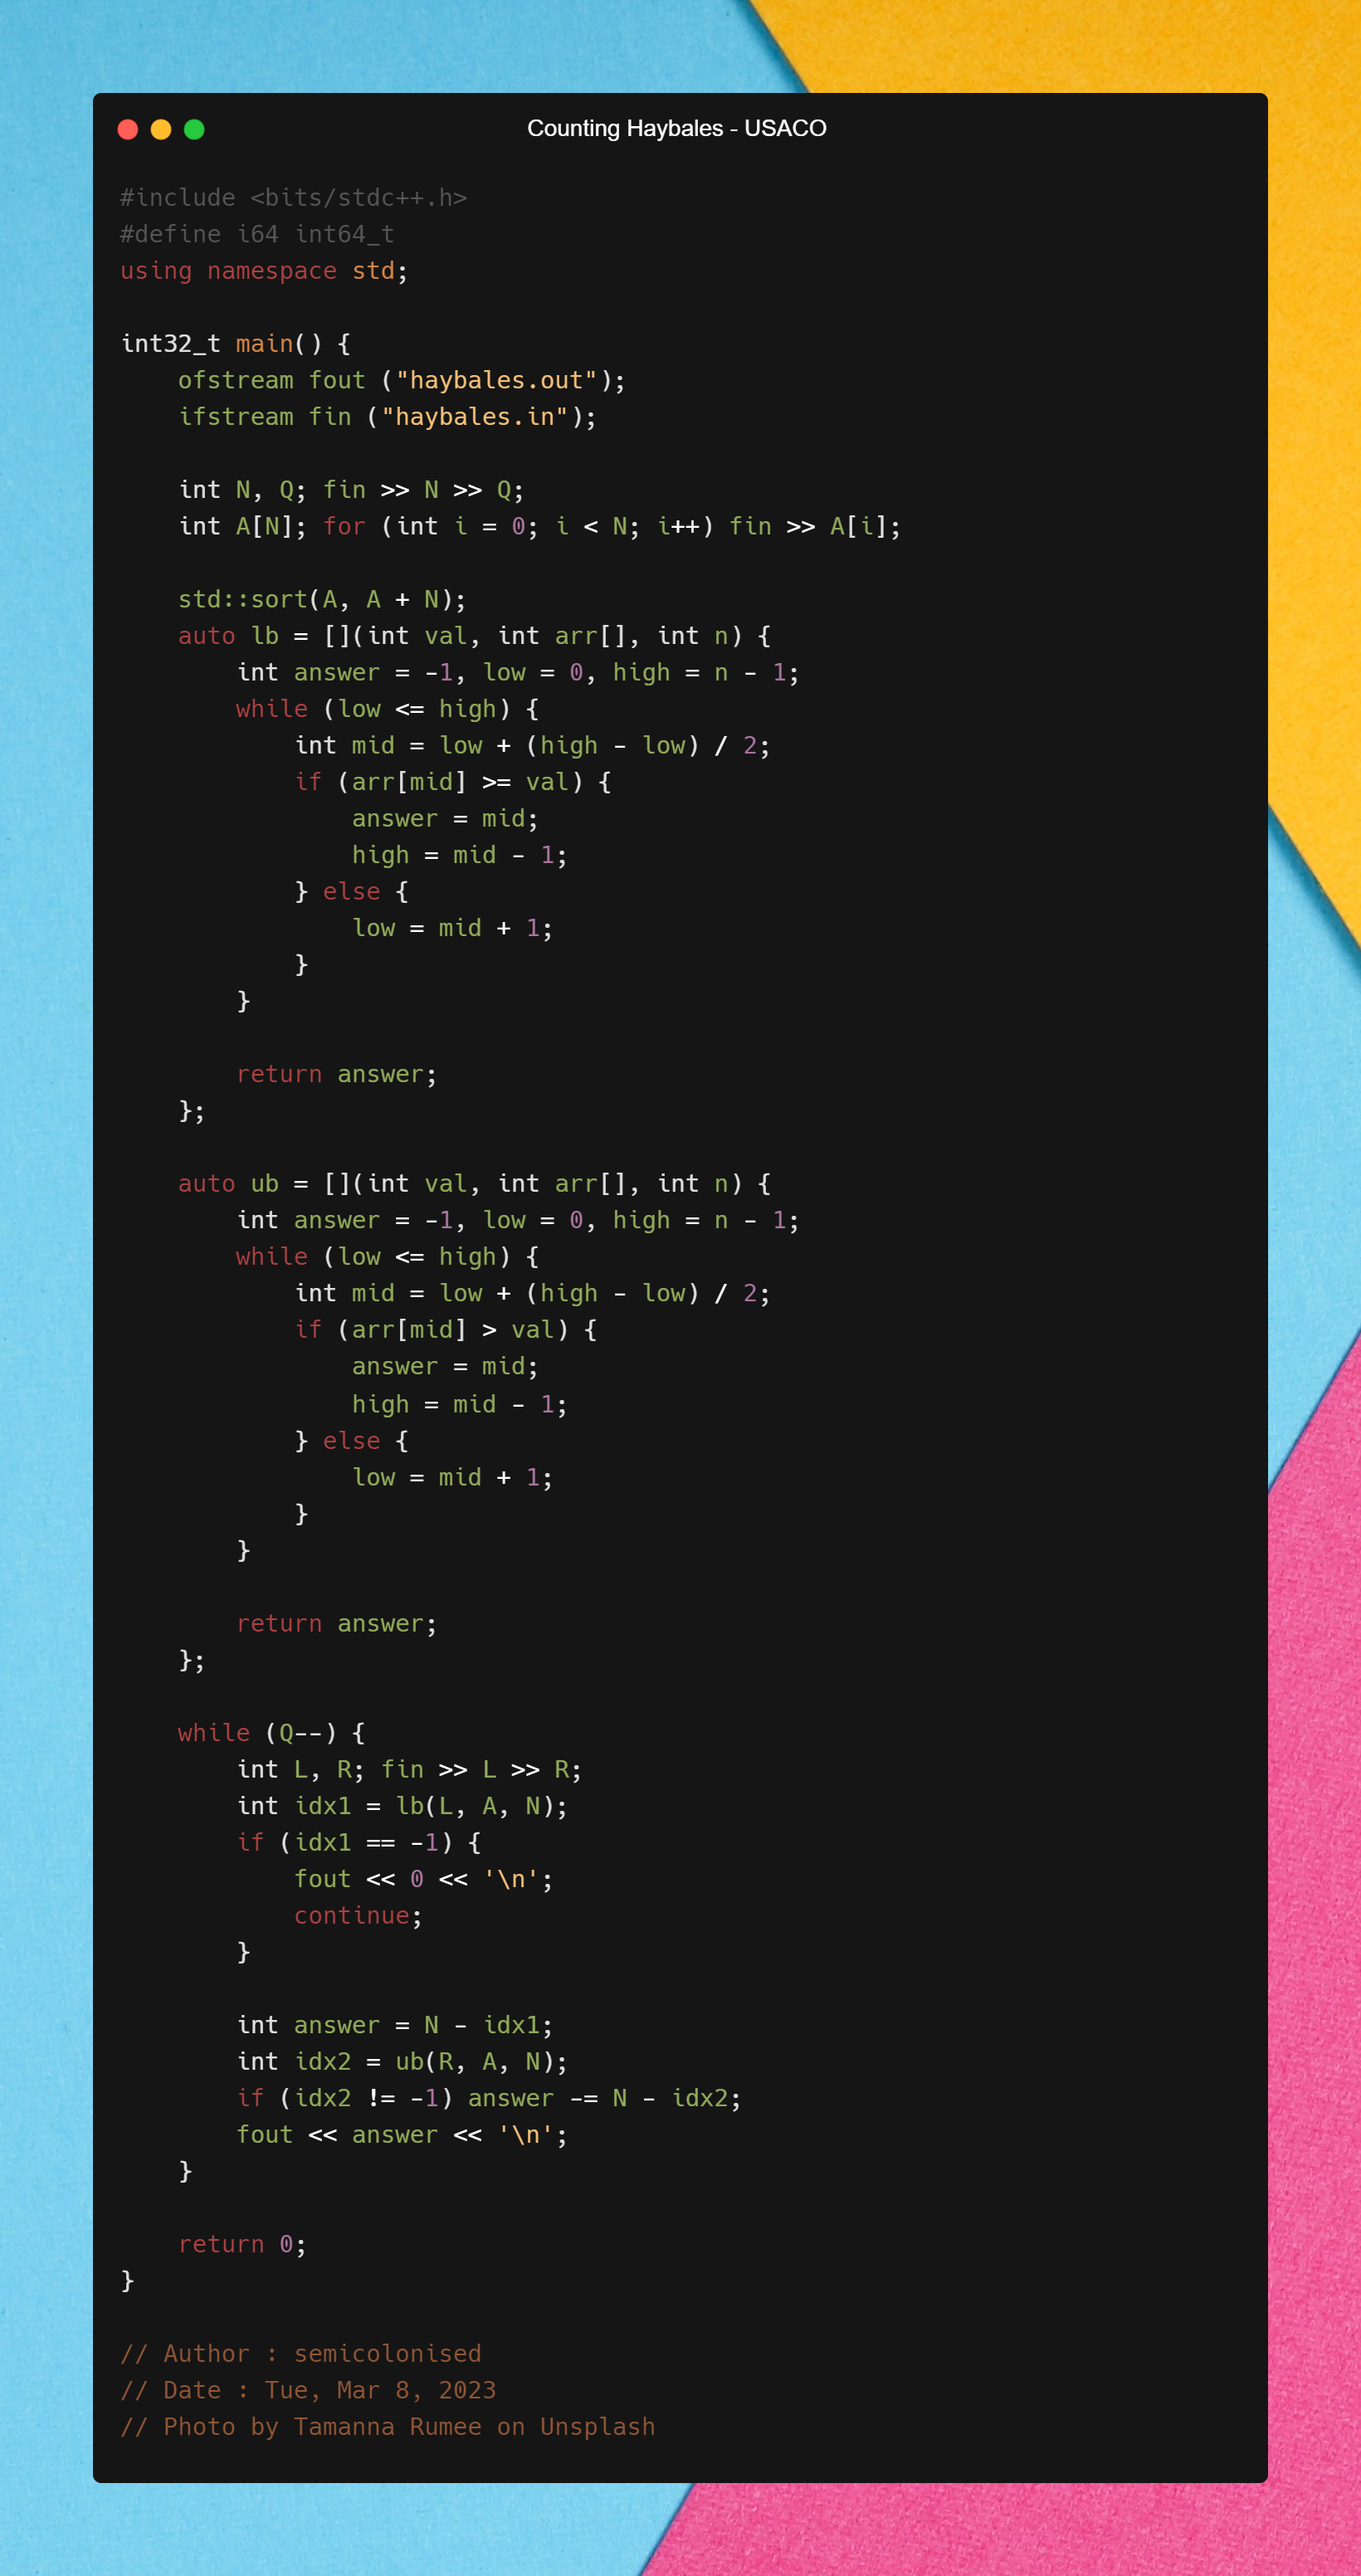 Counting Haybales - USACO
#include <bits/stdc++.h>
#define i64 int64_t
using namespace std;
int32_t main() {
    ofstream fout ("haybales.out");
    ifstream fin ("haybales.in");
    int N, Q; fin >> N >> Q;
    int A[N]; for (int i = 0; i < N; i++) fin >> A[i];
    std::sort(A, A + N);
    auto lb = [](int val, int arr[], int n) {
        int answer = -1, low = 0, high = n - 1;
        while (low <= high) {
            int mid = low + (high - low) / 2;
            if (arr[mid] >= val) {
                answer = mid;
                high = mid - 1;
            } else {
                low = mid + 1;
            }
        }
        return answer;
    };
    auto ub = [](int val, int arr[], int n) {
        int answer = -1, low = 0, high = n - 1;
        while (low <= high) {
            int mid = low + (high - low) / 2;
            if (arr[mid] > val) {
                answer = mid;
                high = mid - 1;
            } else {
                low = mid + 1;
            }
        }
        return answer;
    };
    while (Q--) {
        int L, R; fin >> L >> R;
        int idx1 = lb(L, A, N);
        if (idx1 == -1) {
            fout << 0 << '\n';
            continue;
        }
        int answer = N - idx1;
        int idx2 = ub(R, A, N);
        if (idx2 != -1) answer -= N - idx2;
        fout << answer << '\n';
    }
    return 0;
}
// Author : semicolonised
// Date : Tue, Mar 8, 2023
// Photo by Tamanna Rumee on Unsplash